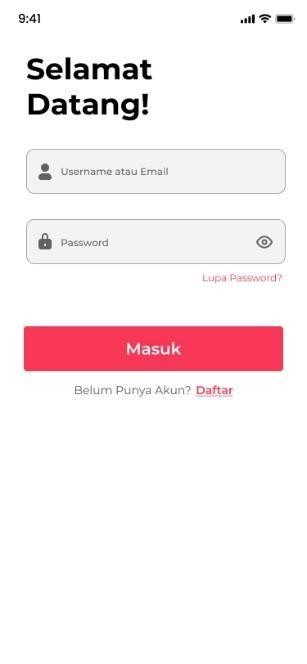 9:41
Selamat
Datang!
Username atau Email
Password
Lupa Password?
Masuk
Belum Punya Akun? Daftar